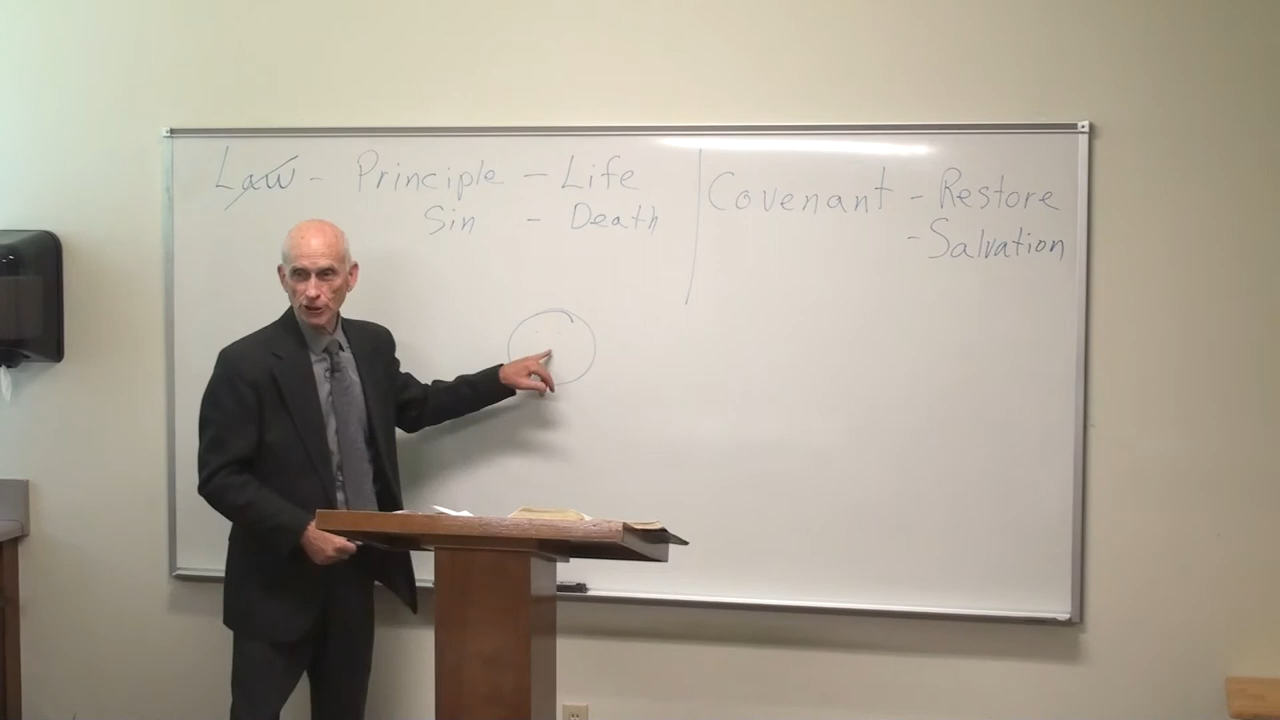 Law - Principle - Life
Sin - Death
Covenant - Restore
- Salvation